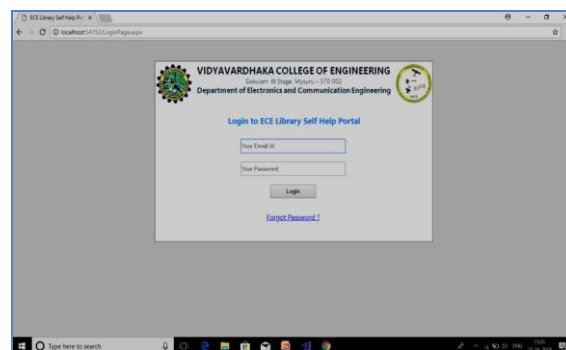 ECE Library Self Help Po
localhost:54152/LoginPage.aspx
VIDYAVARDHAKA COLLEGE OF ENGINEERING
Gokulam III Stage, Mysuru – 570 002
Department of Electronics and Communication Engineering
Login to ECE Library Self Help Portal
Your Email Id
Your Password
Login
Forgot Password ?
Type here to search
ENG